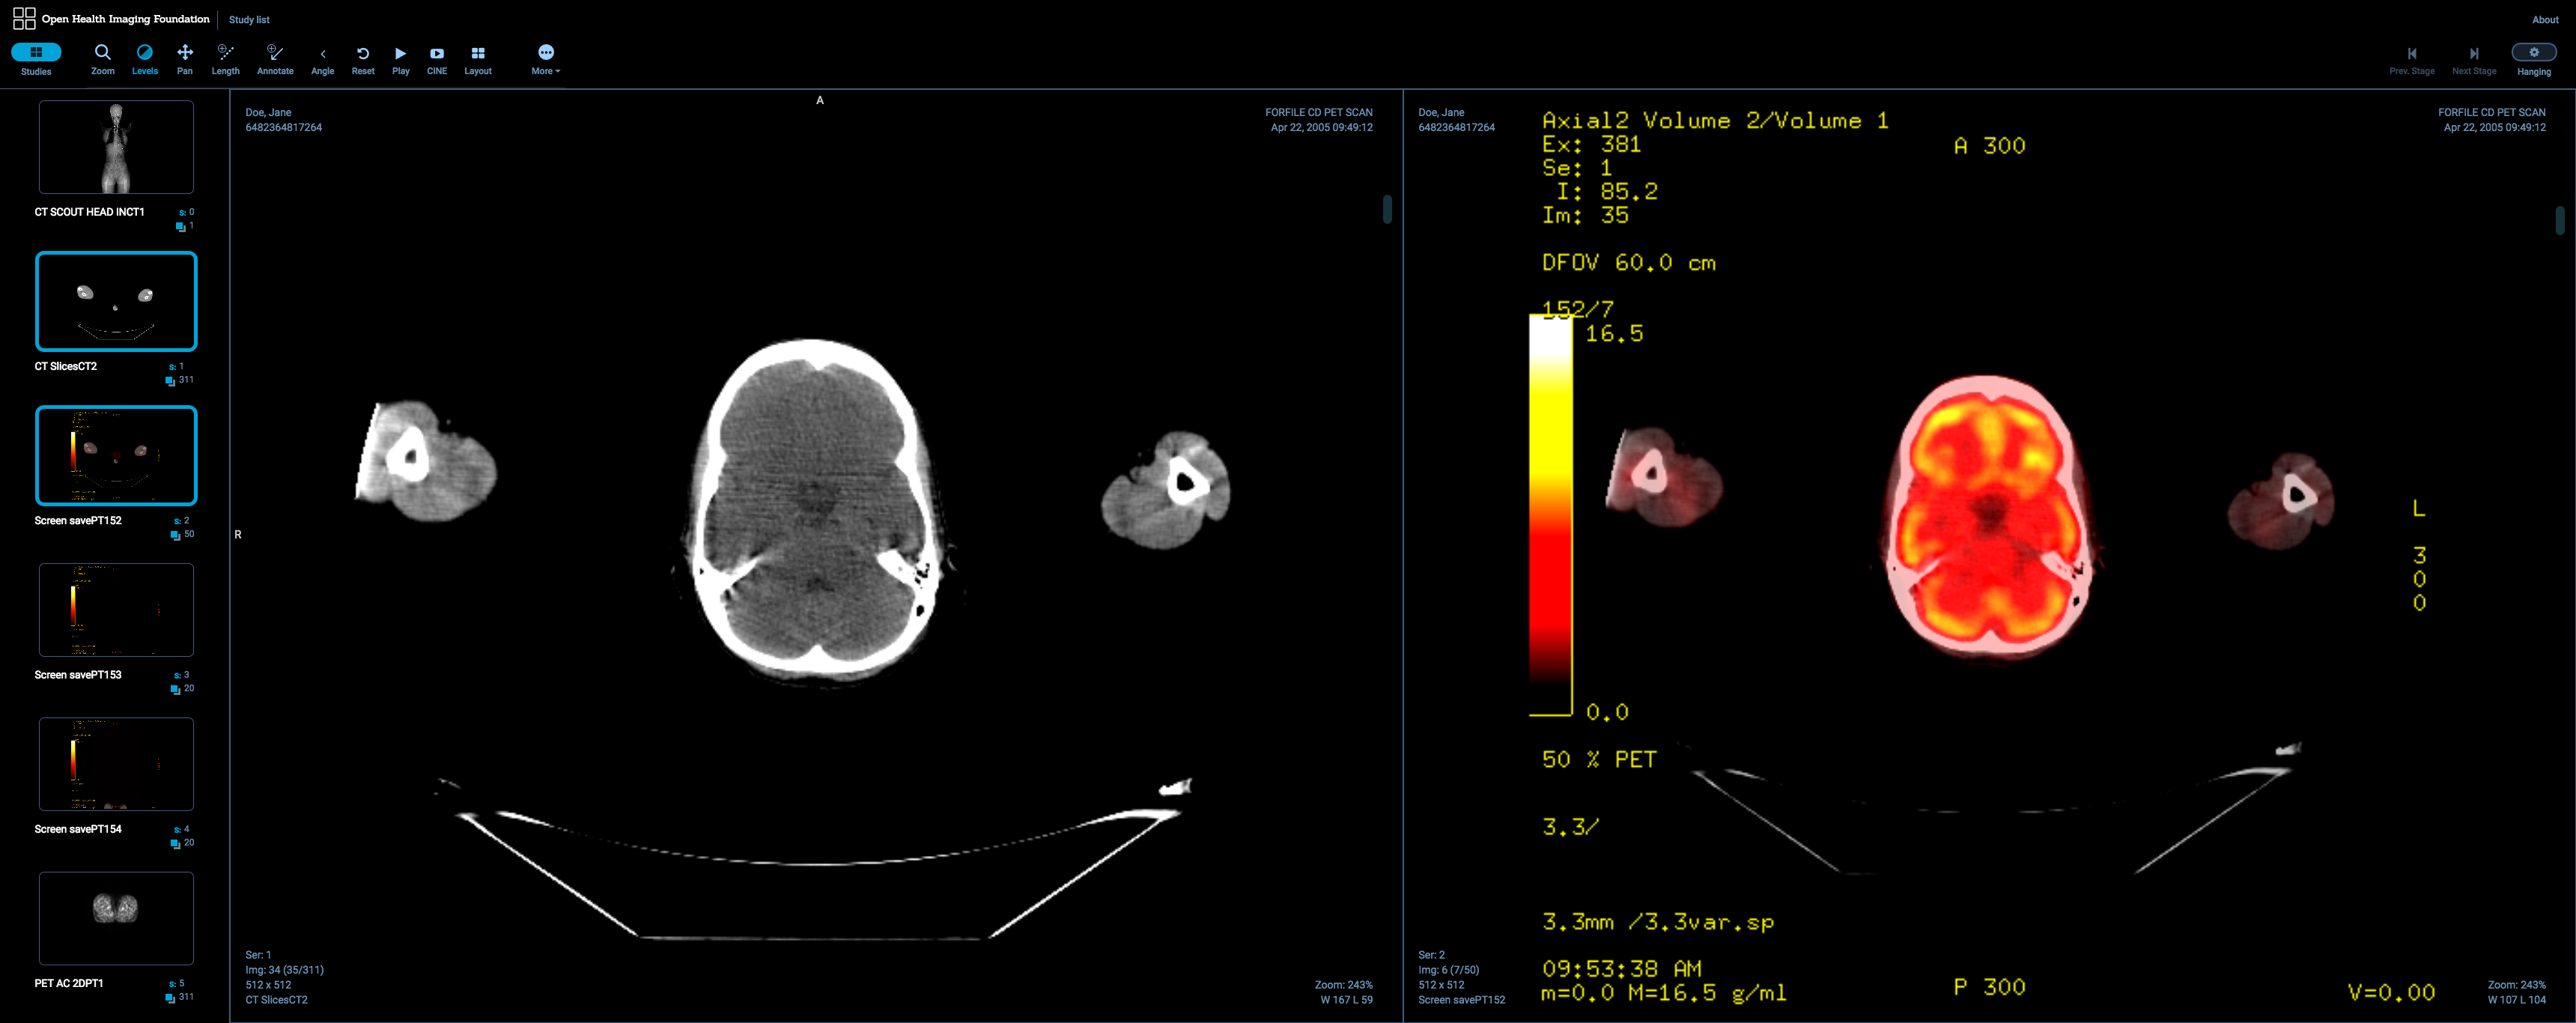 Open Health Imaging Foundation
Study list
About
Studies
Zoom
Levels
Pan
Length
Annotate
Angle
Reset
Play
CINE
Layout
More
Prev. Stage
Next Stage
Hanging
CT SCOUT HEAD INCT1
S: 0
1
CT SlicesCT2
S: 1
311
Screen savePT152
S: 2
50
Screen savePT153
S: 3
20
Screen savePT154
S: 4
20
PET AC 2DPT1
S: 5
311
Doe, Jane
6482364817264
A
FORFILE CD PET SCAN
Apr 22, 2005 09:49:12
R
Ser: 1
Img: 34 (35/311)
512 x 512
CT SlicesCT2
Zoom: 243%
W 167 L 59
Doe, Jane
6482364817264
FORFILE CD PET SCAN
Apr 22, 2005 09:49:12
Axial2 Volume 2/Volume 1
Ex: 381
Se: 1
I: 85.2
Im: 35
A 300
DFOV 60.0 cm
152/7
16.5
0.0
L
3
0
0
50 % PET
3.3/
3.3mm /3.3var.sp
09:53:38 AM
m=0.0 M=16.5 g/ml
P 300
V=0.00
Ser: 2
Img: 6 (7/50)
512 x 512
Screen savePT152
Zoom: 243%
W 107 L 104